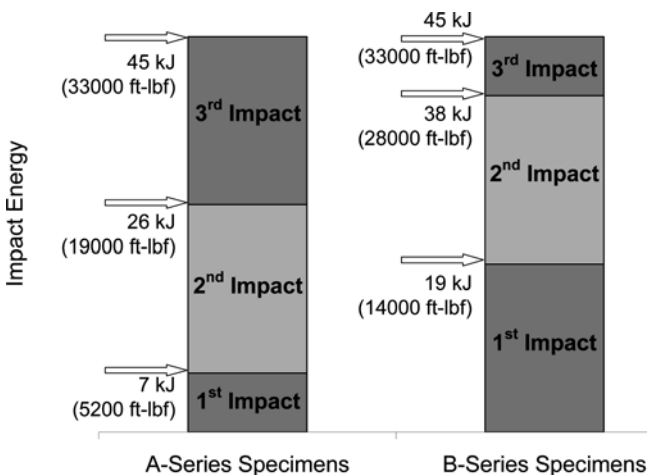 45 kJ
(33000 ft-lbf)
3rd Impact
26 kJ
(19000 ft-lbf)
2nd Impact
7 kJ
(5200 ft-lbf)
1st Impact
45 kJ
(33000 ft-lbf)
3rd Impact
38 kJ
(28000 ft-lbf)
2nd Impact
19 kJ
(14000 ft-lbf)
1st Impact
Impact Energy
A-Series Specimens
B-Series Specimens